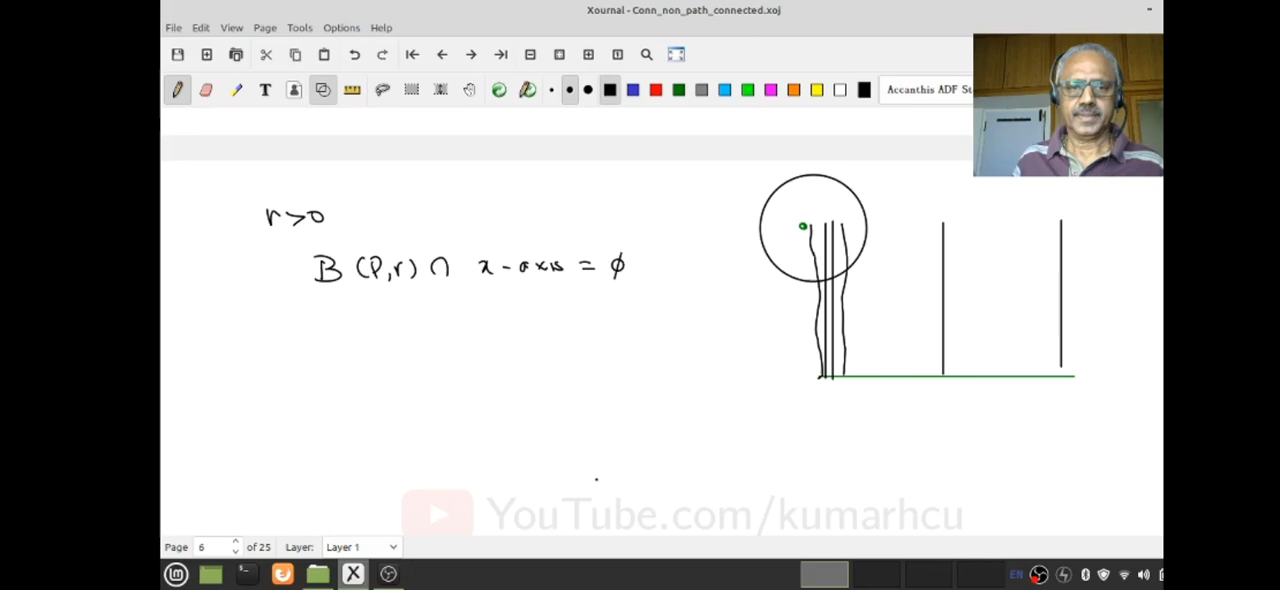 Xournal - Conn_non_path_connected.xoj
File Edit View Page Tools Options Help
T Accanthis ADF St
r>0
B (P,r) ∩ x-axis = ϕ
YouTube.com/kumarhcu
Page 6 of 25 Layer: Layer 1
EN